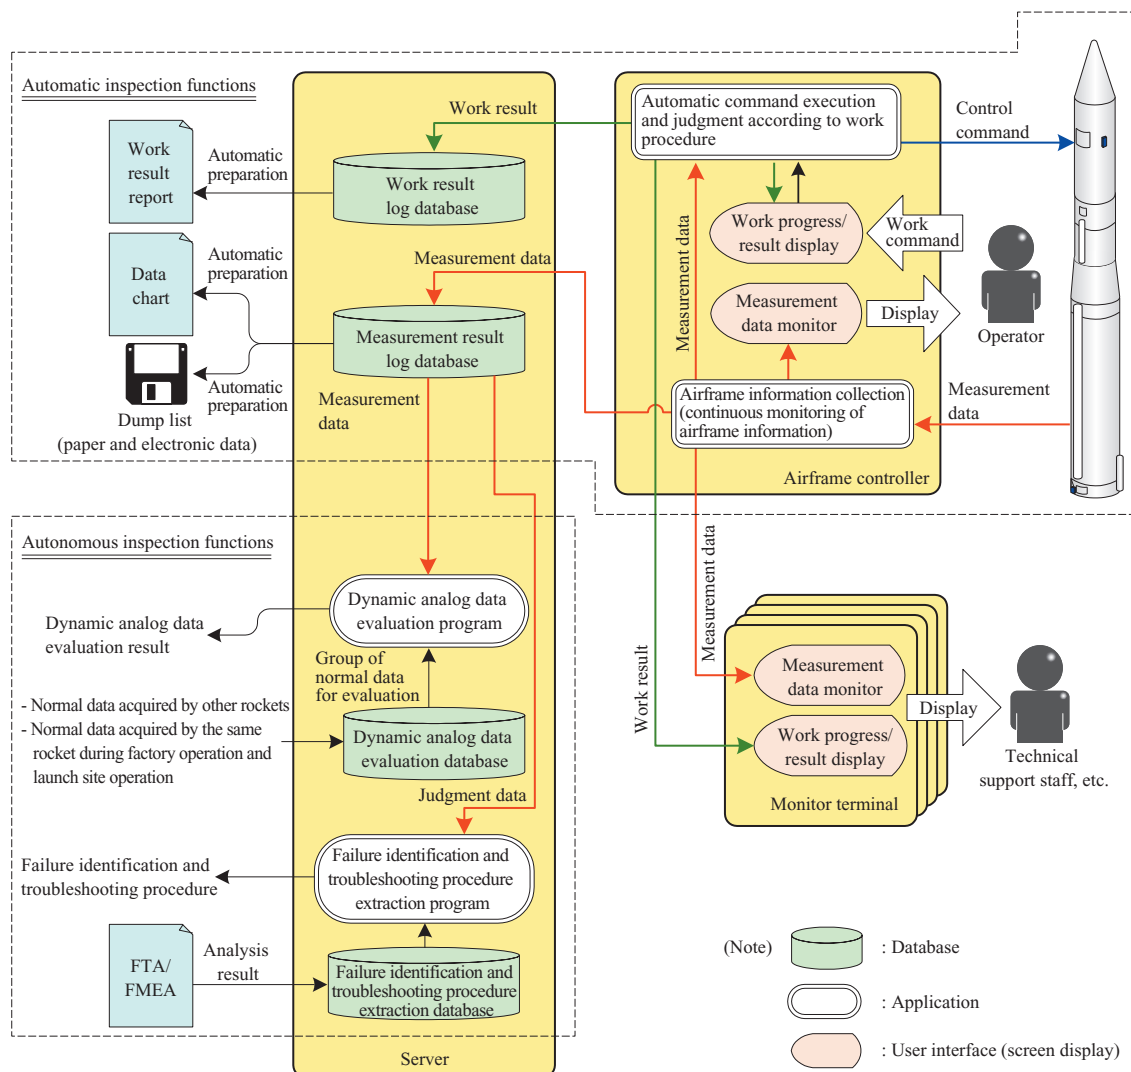 Automatic inspection functions
Work
result
report
Automatic
preparation
Work result
Work result
log database
Data
chart
Automatic
preparation
Measurement data
Measurement result
log database
Automatic
preparation
Dump list
(paper and electronic data)
Measurement
data
Automatic command execution
and judgment according to work
procedure
Control
command
Work progress/
result display
Work
command
Measurement data
Measurement
data monitor
Display
Operator
Airframe information collection
(continuous monitoring of
airframe information)
Measurement
data
Airframe controller
Autonomous inspection functions
Dynamic analog data
evaluation program
Dynamic analog data
evaluation result
Group of
normal data
for evaluation
- Normal data acquired by other rockets
- Normal data acquired by the same
rocket during factory operation and
launch site operation
Dynamic analog data
evaluation database
Judgment data
Failure identification and
troubleshooting procedure
extraction program
Failure identification and
troubleshooting procedure
FTA/
FMEA
Analysis
result
Failure identification and
troubleshooting procedure
extraction database
Server
Work result
Measurement data
Measurement
data monitor
Work progress/
result display
Monitor terminal
Display
Technical
support staff, etc.
(Note)
: Database
: Application
: User interface (screen display)